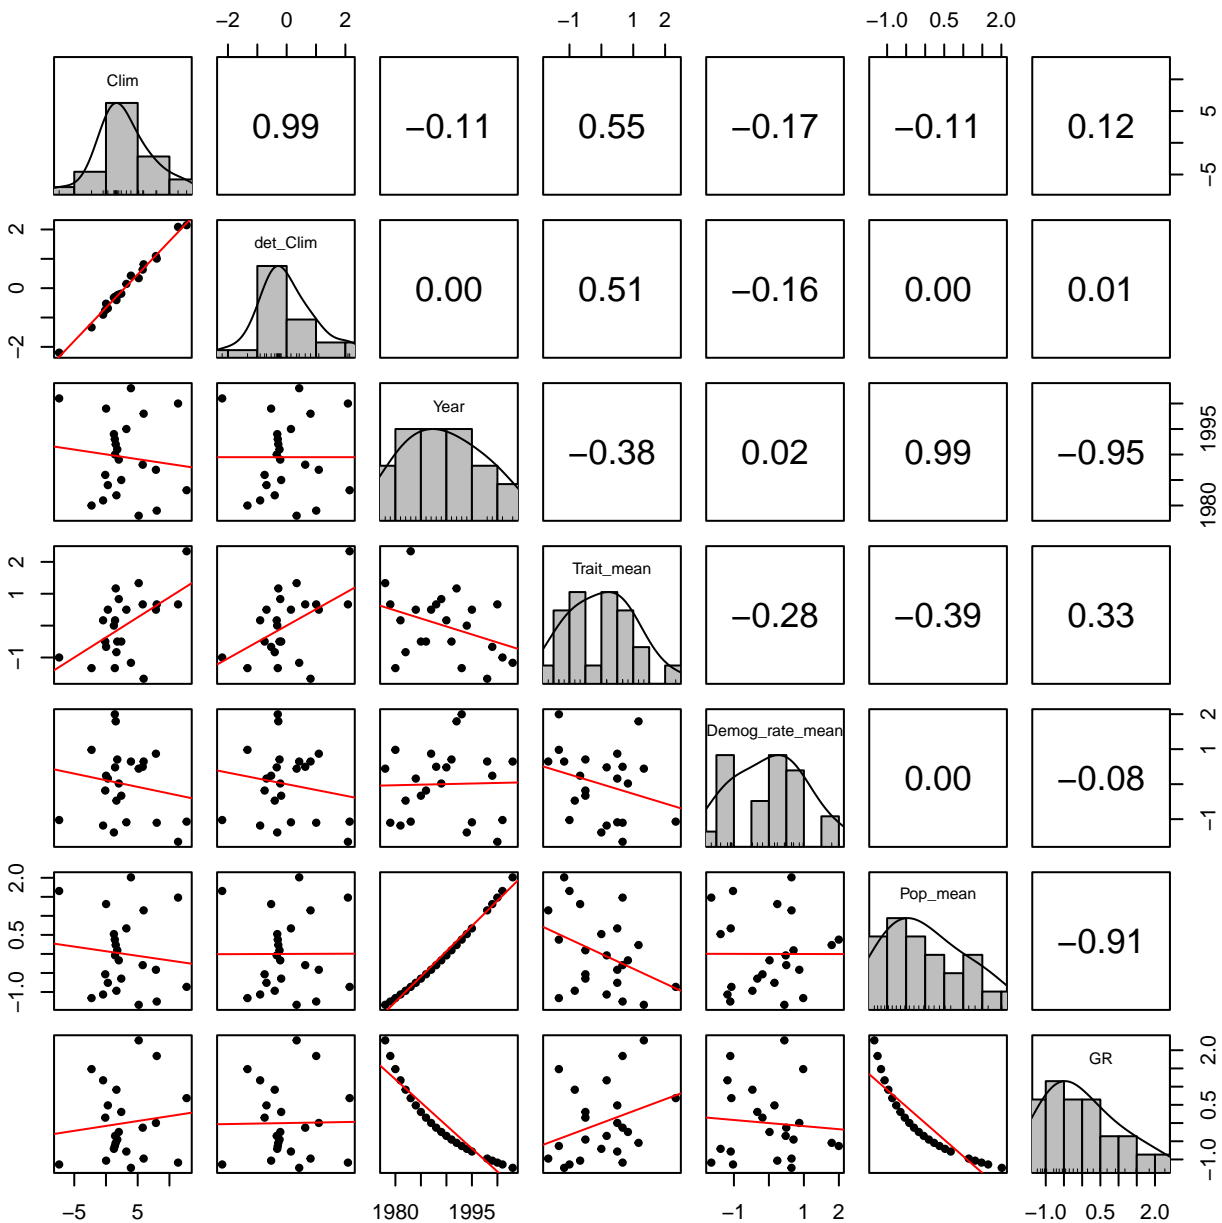 −2 0 2 −1 1 2 −1.0 0.5 2.0
Clim 0.99 −0.11 0.55 −0.17 −0.11 0.12 −5 5
−2 0 2 det_Clim 0.00 0.51 −0.16 0.00 0.01
Year −0.38 0.02 0.99 −0.95 1980 1995
−1 1 2 Trait_mean −0.28 −0.39 0.33
Demog_rate_mean 0.00 −0.08 −1 1 2
−1.0 0.5 2.0 Pop_mean −0.91
GR −1.0 0.5 2.0
−5 5 1980 1995 −1 1 2 −1.0 0.5 2.0